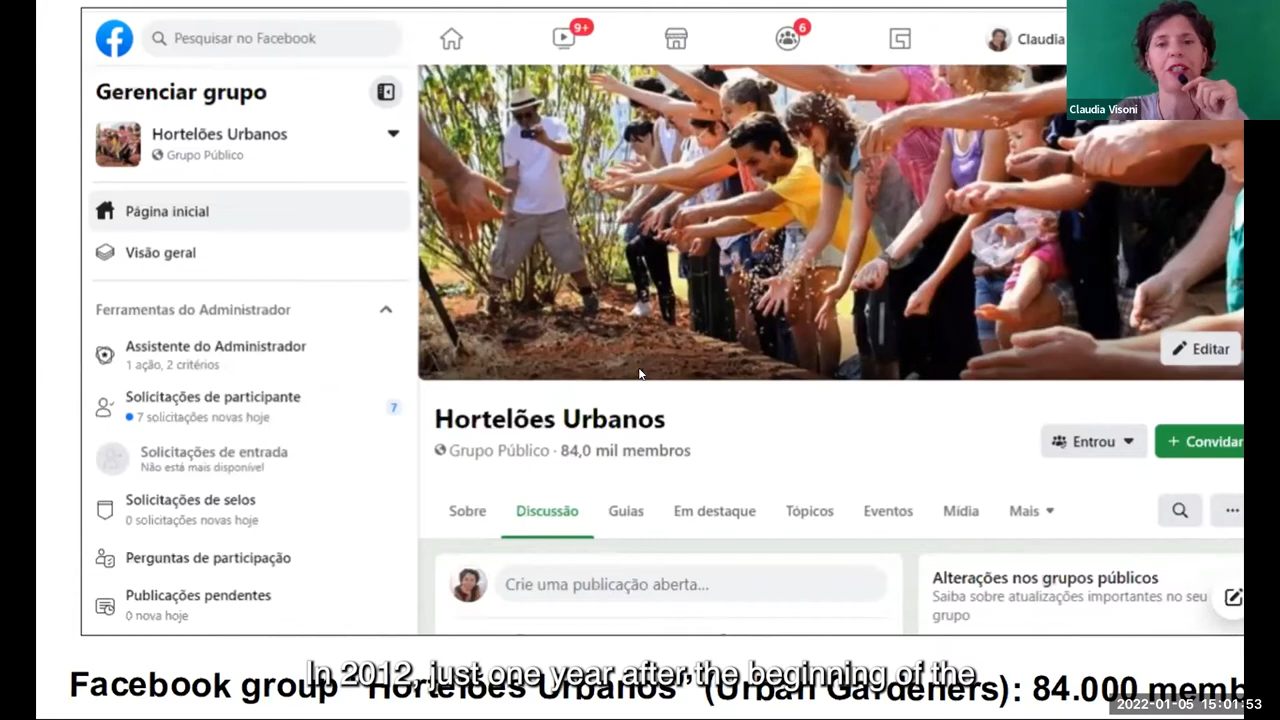 Pesquisar no Facebook
9+
6
Claudia
Claudia Visoni
Gerenciar grupo
Hortelões Urbanos
Grupo Público
Página inicial
Visão geral
Ferramentas do Administrador
Assistente do Administrador
1 ação, 2 critérios
Solicitações de participante
7 solicitações novas hoje
7
Solicitações de entrada
Não está mais disponível
Solicitações de selos
0 solicitações novas hoje
Perguntas de participação
Publicações pendentes
0 nova hoje
Editar
Hortelões Urbanos
Grupo Público · 84,0 mil membros
Entrou
+ Convidar
Sobre Discussão Guias Em destaque Tópicos Eventos Mídia Mais
Crie uma publicação aberta...
Alterações nos grupos públicos
Saiba sobre atualizações importantes no seu
grupo
In 2012, just one year after the beginning of the
Facebook group "Hortelões Urbanos" (Urban Gardeners): 84.000 memb
2022-01-05 15:01:53